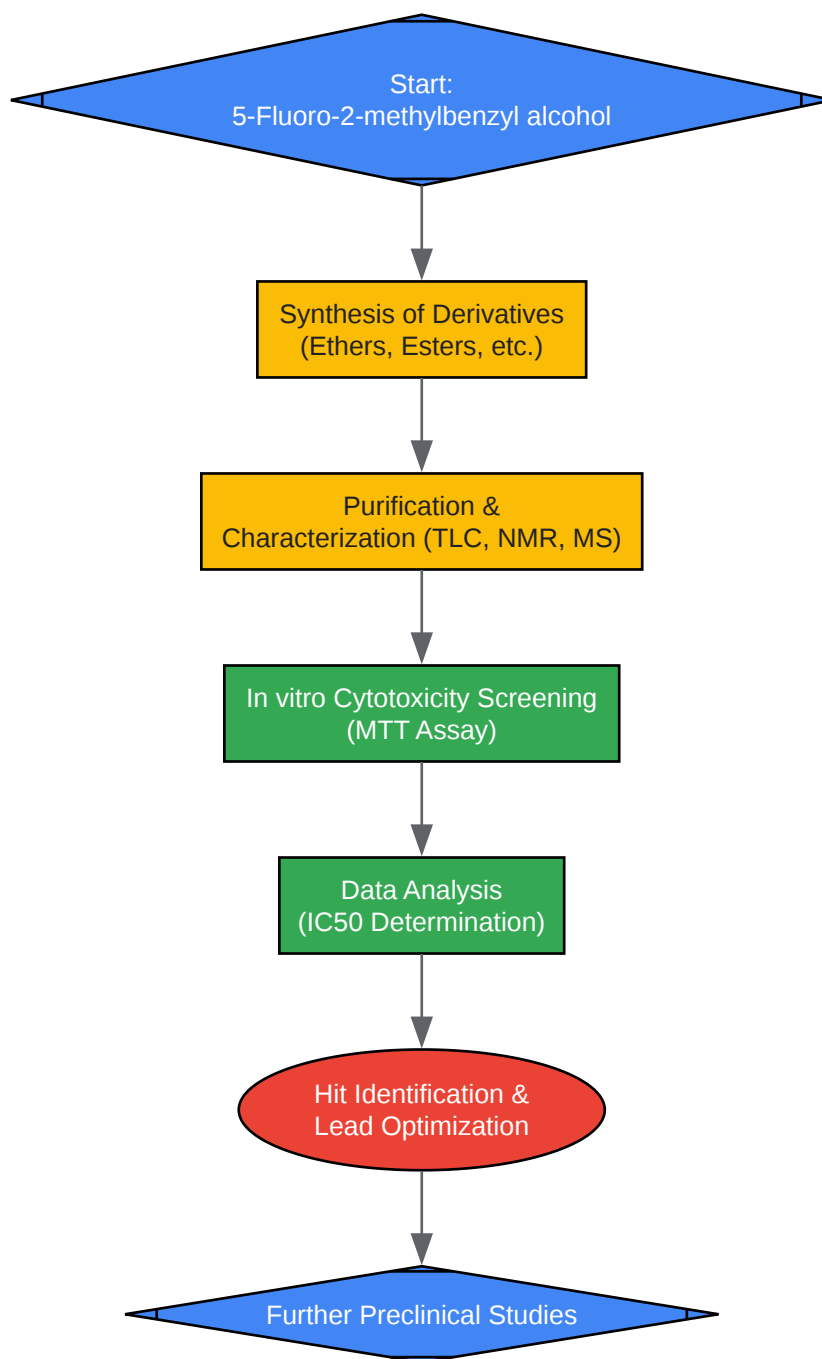 Start:
5-Fluoro-2-methylbenzyl alcohol
Synthesis of Derivatives
(Ethers, Esters, etc.)
Purification &
Characterization (TLC, NMR, MS)
In vitro Cytotoxicity Screening
(MTT Assay)
Data Analysis
(IC50 Determination)
Hit Identification &
Lead Optimization
Further Preclinical Studies